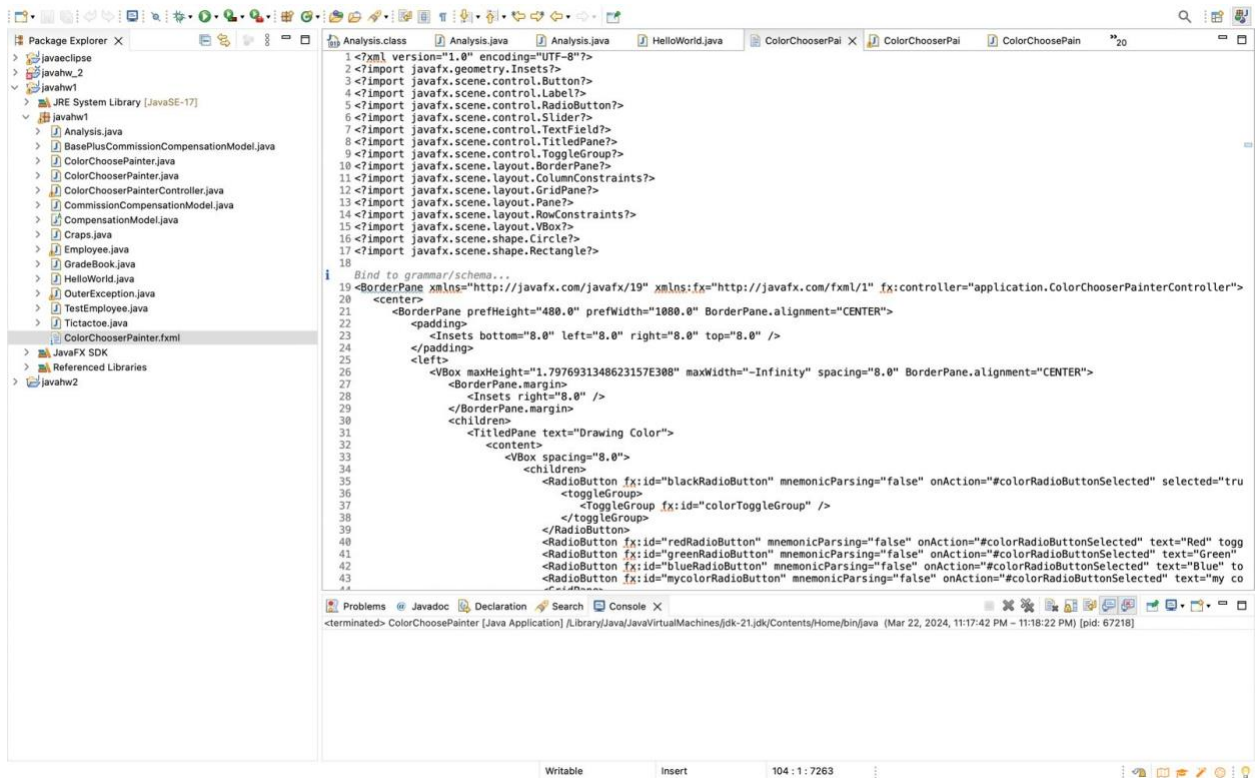 Package Explorer
javaeclipse
javahw_2
javahw1
JRE System Library [JavaSE-17]
javahw1
Analysis.java
BasePlusCommissionCompensationModel.java
ColorChoosePainter.java
ColorChooserPainter.java
ColorChooserPainterController.java
CommissionCompensationModel.java
CompensationModel.java
Craps.java
Employee.java
GradeBook.java
HelloWorld.java
OuterException.java
TestEmployee.java
Tictactoe.java
ColorChooserPainter.fxml
JavaFX SDK
Referenced Libraries
javahw2
Analysis.class Analysis.java Analysis.java HelloWorld.java ColorChooserPai ColorChooserPai ColorChoosePain »20
1 <?xml version="1.0" encoding="UTF-8"?>
2 <?import javafx.geometry.Insets?>
3 <?import javafx.scene.control.Button?>
4 <?import javafx.scene.control.Label?>
5 <?import javafx.scene.control.RadioButton?>
6 <?import javafx.scene.control.Slider?>
7 <?import javafx.scene.control.TextField?>
8 <?import javafx.scene.control.TitledPane?>
9 <?import javafx.scene.control.ToggleGroup?>
10 <?import javafx.scene.layout.BorderPane?>
11 <?import javafx.scene.layout.ColumnConstraints?>
12 <?import javafx.scene.layout.GridPane?>
13 <?import javafx.scene.layout.Pane?>
14 <?import javafx.scene.layout.RowConstraints?>
15 <?import javafx.scene.layout.VBox?>
16 <?import javafx.scene.shape.Circle?>
17 <?import javafx.scene.shape.Rectangle?>
18
Bind to grammar/schema...
19 <BorderPane xmlns="http://javafx.com/javafx/19" xmlns:fx="http://javafx.com/fxml/1" fx:controller="application.ColorChooserPainterController">
20 <center>
21 <BorderPane prefHeight="480.0" prefWidth="1080.0" BorderPane.alignment="CENTER">
22 <padding>
23 <Insets bottom="8.0" left="8.0" right="8.0" top="8.0" />
24 </padding>
25 <left>
26 <VBox maxHeight="1.7976931348623157E308" maxWidth="-Infinity" spacing="8.0" BorderPane.alignment="CENTER">
27 <BorderPane.margin>
28 <Insets right="8.0" />
29 </BorderPane.margin>
30 <children>
31 <TitledPane text="Drawing Color">
32 <content>
33 <VBox spacing="8.0">
34 <children>
35 <RadioButton fx:id="blackRadioButton" mnemonicParsing="false" onAction="#colorRadioButtonSelected" selected="tru
36 <toggleGroup>
37 <ToggleGroup fx:id="colorToggleGroup" />
38 </toggleGroup>
39 </RadioButton>
40 <RadioButton fx:id="redRadioButton" mnemonicParsing="false" onAction="#colorRadioButtonSelected" text="Red" togg
41 <RadioButton fx:id="greenRadioButton" mnemonicParsing="false" onAction="#colorRadioButtonSelected" text="Green"
42 <RadioButton fx:id="blueRadioButton" mnemonicParsing="false" onAction="#colorRadioButtonSelected" text="Blue" to
43 <RadioButton fx:id="mycolorRadioButton" mnemonicParsing="false" onAction="#colorRadioButtonSelected" text="my co
Problems Javadoc Declaration Search Console
<terminated> ColorChoosePainter [Java Application] /Library/Java/JavaVirtualMachines/jdk-21.jdk/Contents/Home/bin/java (Mar 22, 2024, 11:17:42 PM – 11:18:22 PM) [pid: 67218]
Writable Insert 104 : 1 : 7263